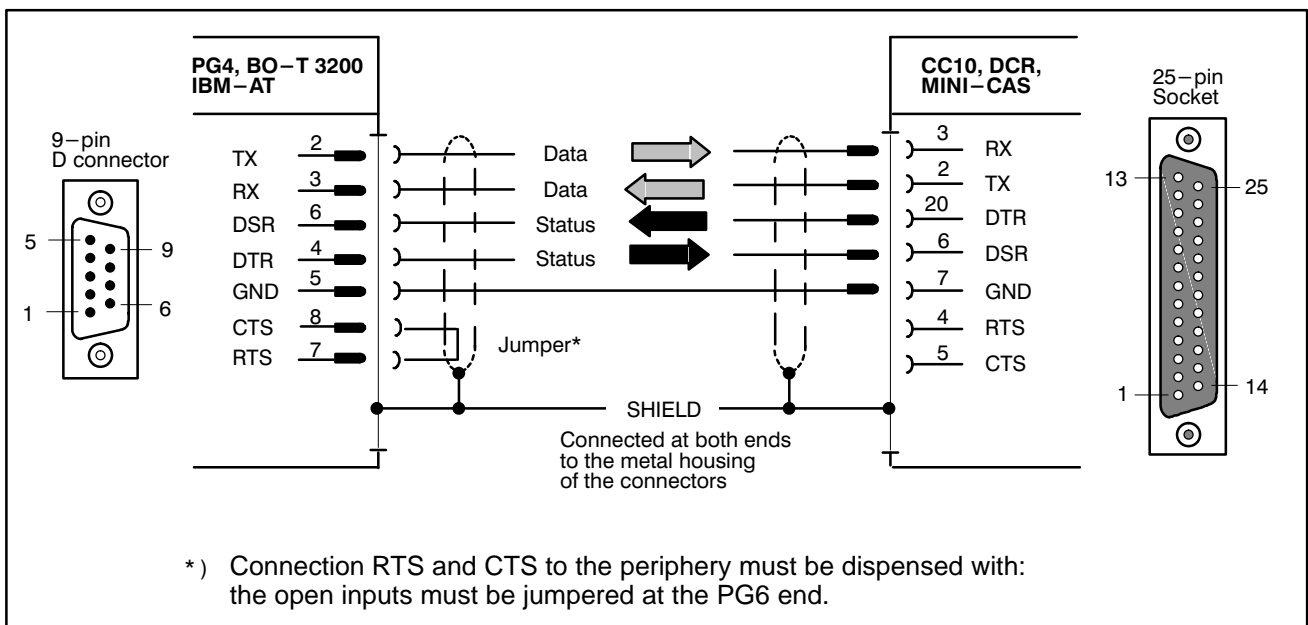 PG4, BO−T 3200
IBM−AT
CC10, DCR,
MINI−CAS
25−pin
Socket
9−pin
D connector
5
9
1
6
TX 2
RX 3
DSR 6
DTR 4
GND 5
CTS 8
RTS 7
Data
Data
Status
Status
Jumper*
3 RX
2 TX
20 DTR
6 DSR
7 GND
4 RTS
5 CTS
13
25
1
14
SHIELD
Connected at both ends
to the metal housing
of the connectors
*) Connection RTS and CTS to the periphery must be dispensed with:
the open inputs must be jumpered at the PG6 end.